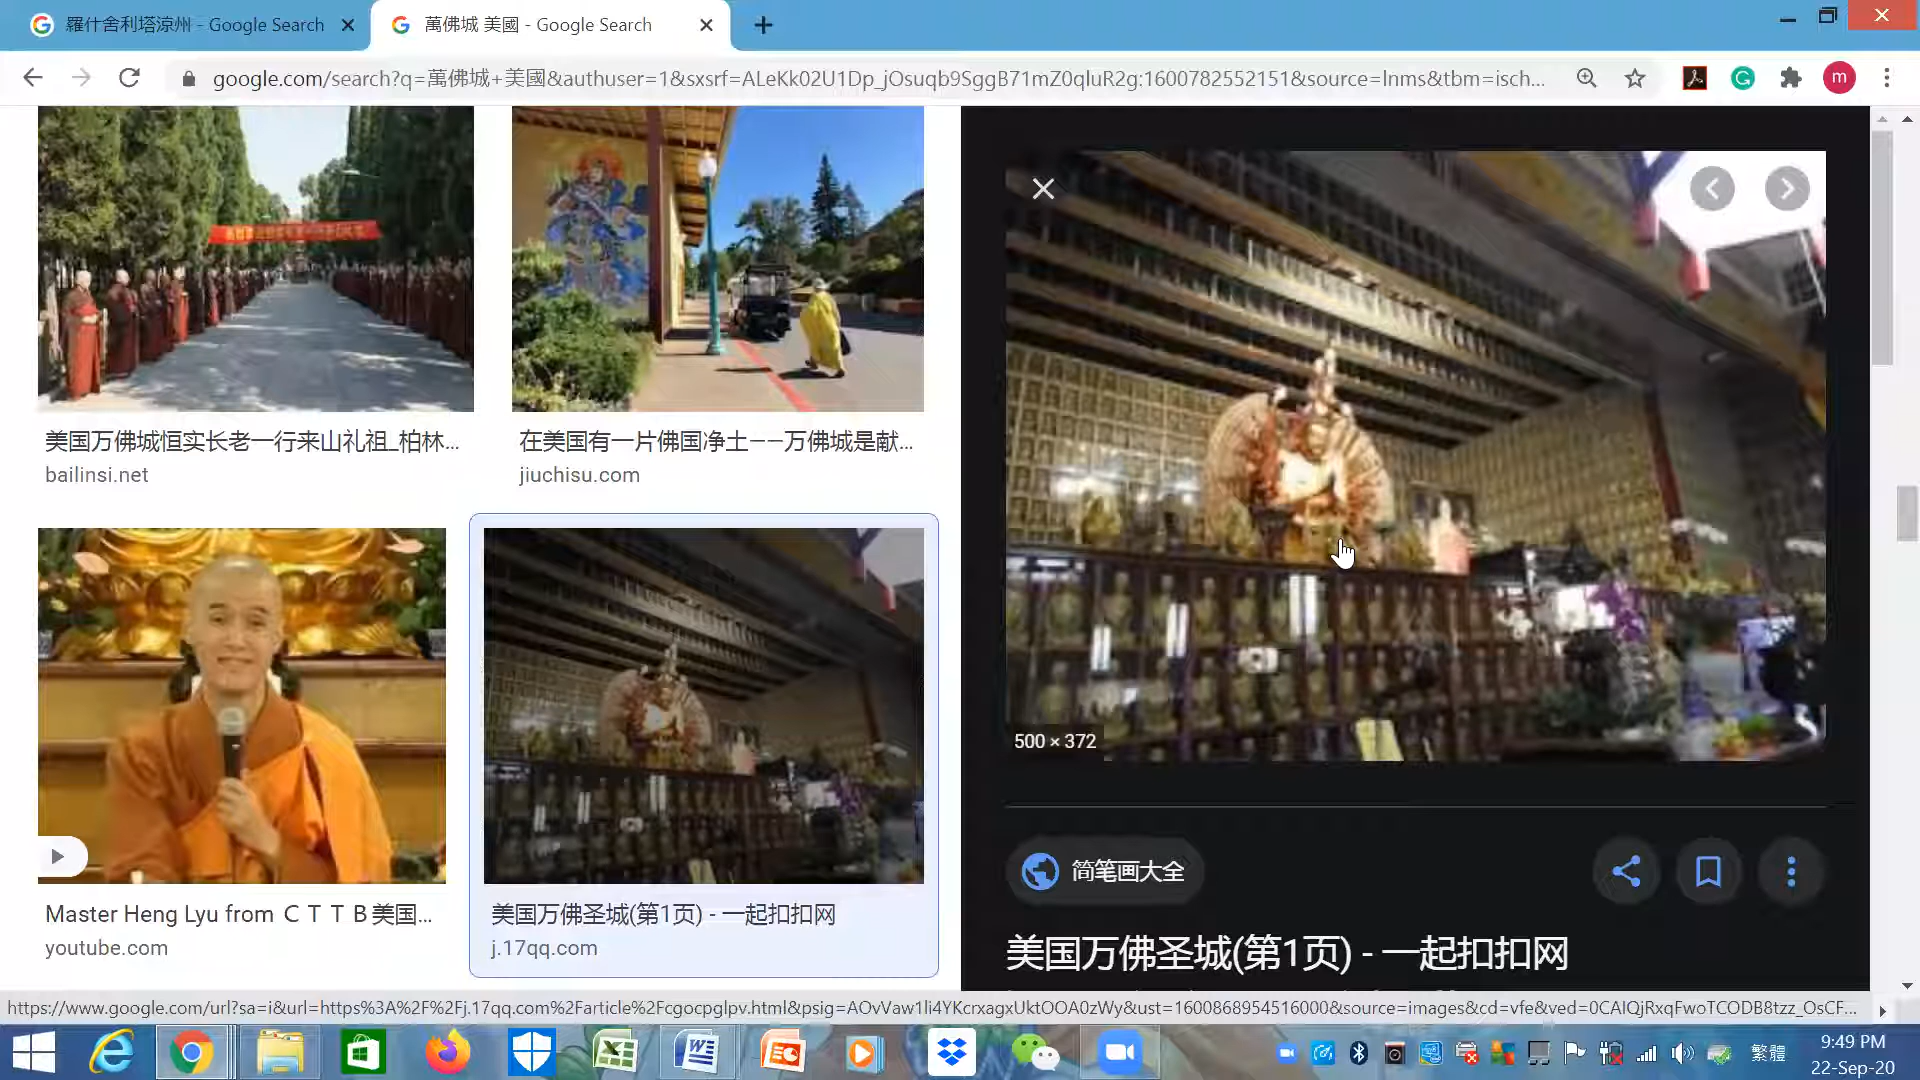 羅什舍利塔涼州 - Google Search
萬佛城 美國 - Google Search
google.com/search?q=萬佛城+美國&authuser=1&sxsrf=ALeKk02U1Dp_jOsuqb9SggB71mZ0qluR2g:1600782552151&source=lnms&tbm=isch...
m
美国万佛城恒实长老一行来山礼祖_柏林...
bailinsi.net
在美国有一片佛国净土——万佛城是献...
jiuchisu.com
500 × 372
简笔画大全
Master Heng Lyu from ＣＴＴＢ美国...
youtube.com
美国万佛圣城(第1页) - 一起扣扣网
j.17qq.com
美国万佛圣城(第1页) - 一起扣扣网
https://www.google.com/url?sa=i&url=https%3A%2F%2Fj.17qq.com%2Farticle%2Fcgocpglpv.html&psig=AOvVaw1li4YKcrxagxUktOOA0zWy&ust=1600868954516000&source=images&cd=vfe&ved=0CAIQjRxqFwoTCODB8tzz_OsCF...
繁體
9:49 PM
22-Sep-20